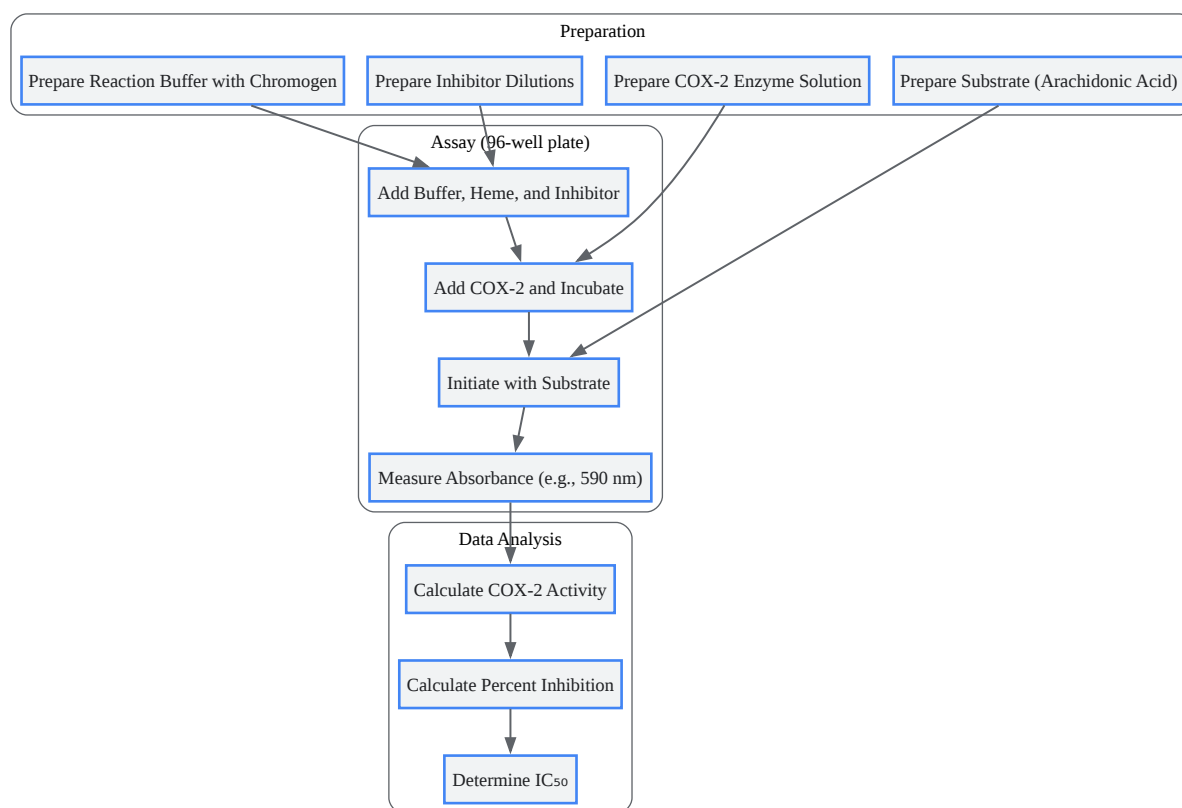 Preparation
Prepare Reaction Buffer with Chromogen
Prepare Inhibitor Dilutions
Prepare COX-2 Enzyme Solution
Prepare Substrate (Arachidonic Acid)
Assay (96-well plate)
Add Buffer, Heme, and Inhibitor
Add COX-2 and Incubate
Initiate with Substrate
Measure Absorbance (e.g., 590 nm)
Data Analysis
Calculate COX-2 Activity
Calculate Percent Inhibition
Determine IC₅₀